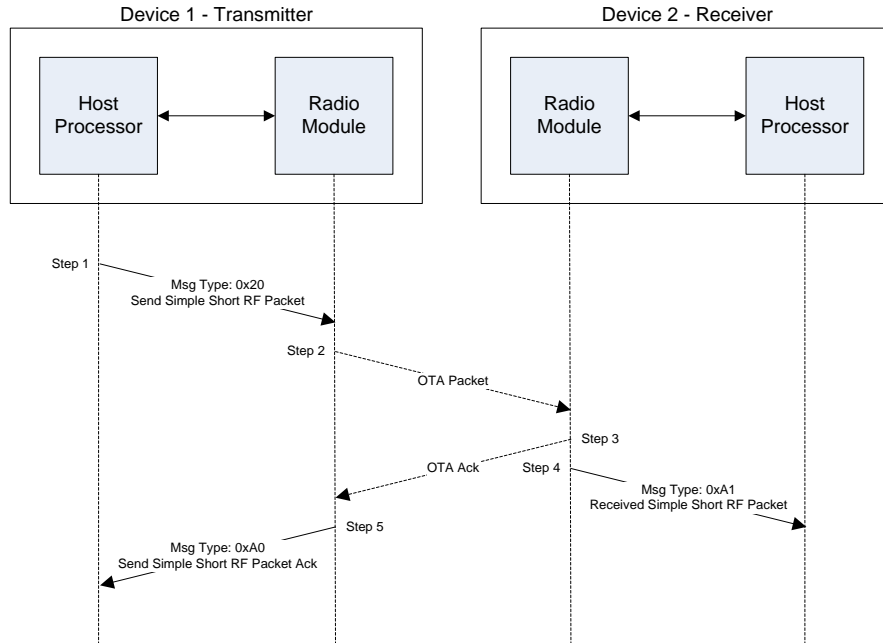 Device 1 - Transmitter
Device 2 - Receiver
Host
Processor
Radio
Module
Radio
Module
Host
Processor
Step 1
Msg Type: 0x20
Send Simple Short RF Packet
Step 2
OTA Packet
Step 3
OTA Ack
Step 4
Msg Type: 0xA1
Received Simple Short RF Packet
Step 5
Msg Type: 0xA0
Send Simple Short RF Packet Ack